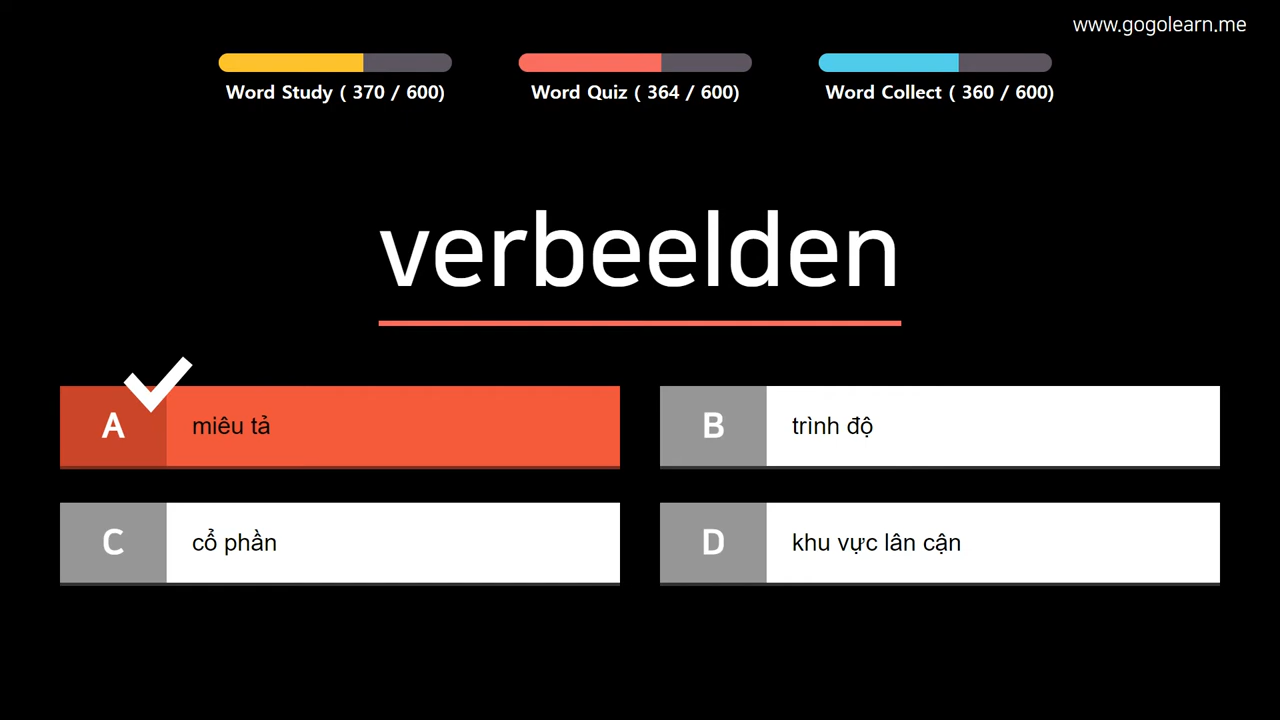 www.gogolearn.me
Word Study ( 370 / 600)
Word Quiz ( 364 / 600)
Word Collect ( 360 / 600)
verbeelden
A miêu tả
B trình độ
C cổ phần
D khu vực lân cận